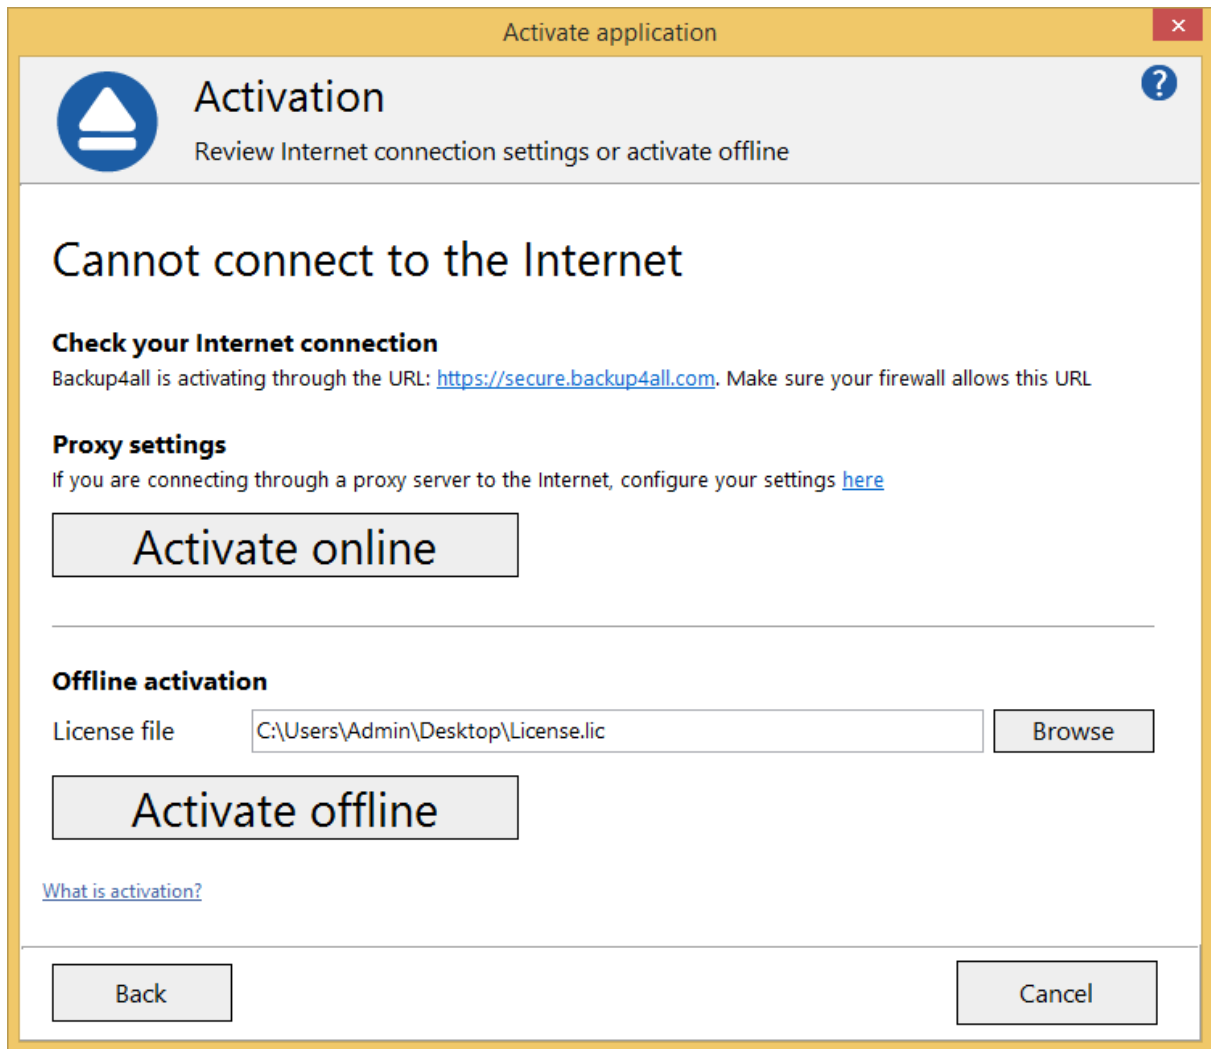 Activate application
Activation
Review Internet connection settings or activate offline
Cannot connect to the Internet
Check your Internet connection
Backup4all is activating through the URL: https://secure.backup4all.com. Make sure your firewall allows this URL
Proxy settings
If you are connecting through a proxy server to the Internet, configure your settings here
Activate online
Offline activation
License file C:\Users\Admin\Desktop\License.lic Browse
Activate offline
What is activation?
Back Cancel